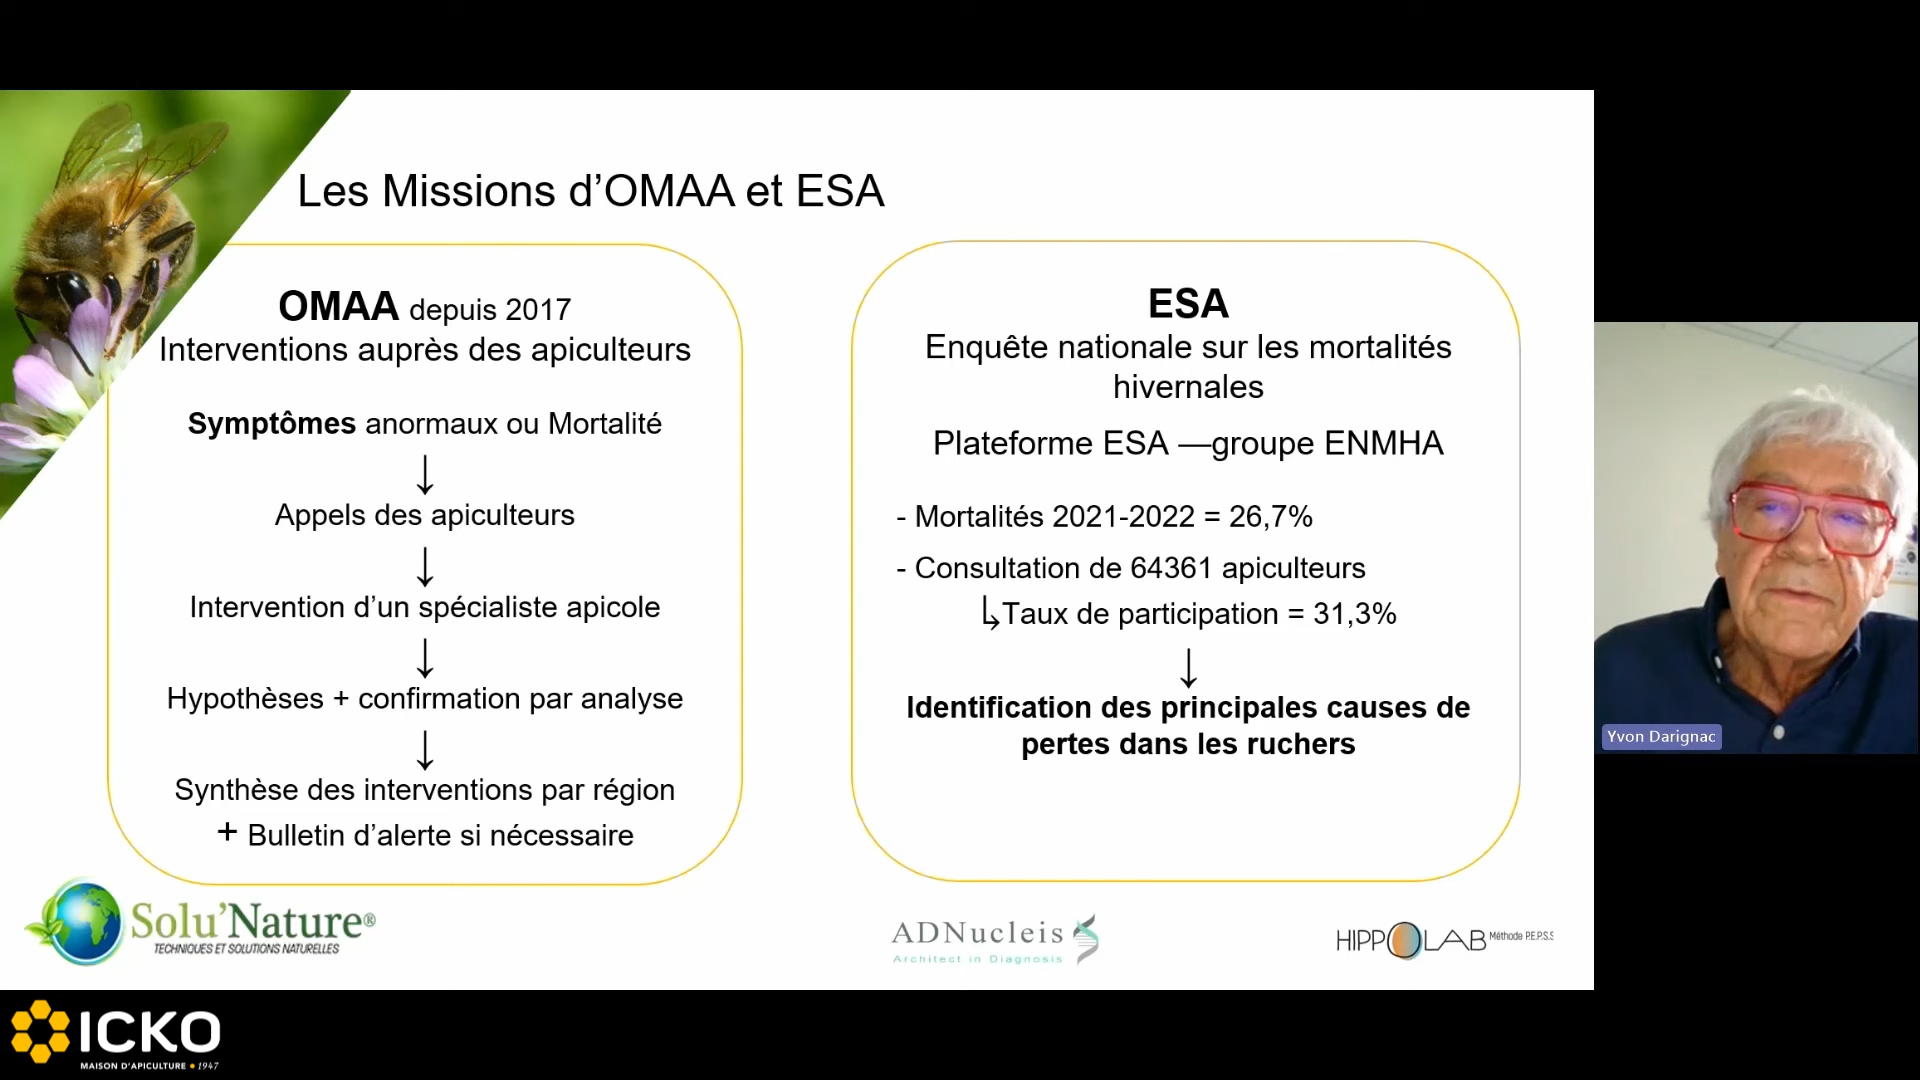 Les Missions d’OMAA et ESA
OMAA depuis 2017
Interventions auprès des apiculteurs
Symptômes anormaux ou Mortalité
↓
Appels des apiculteurs
↓
Intervention d’un spécialiste apicole
↓
Hypothèses + confirmation par analyse
↓
Synthèse des interventions par région
+ Bulletin d’alerte si nécessaire
ESA
Enquête nationale sur les mortalités
hivernales
Plateforme ESA —groupe ENMHA
- Mortalités 2021-2022 = 26,7%
- Consultation de 64361 apiculteurs
↳Taux de participation = 31,3%
↓
Identification des principales causes de
pertes dans les ruchers
Yvon Darignac
Solu’Nature®
TECHNIQUES ET SOLUTIONS NATURELLES
ADNucleis
Architect in Diagnosis
HIPPOLAB Méthode P.E.P.S.S
ICKO
MAISON D'APICULTURE • 1947